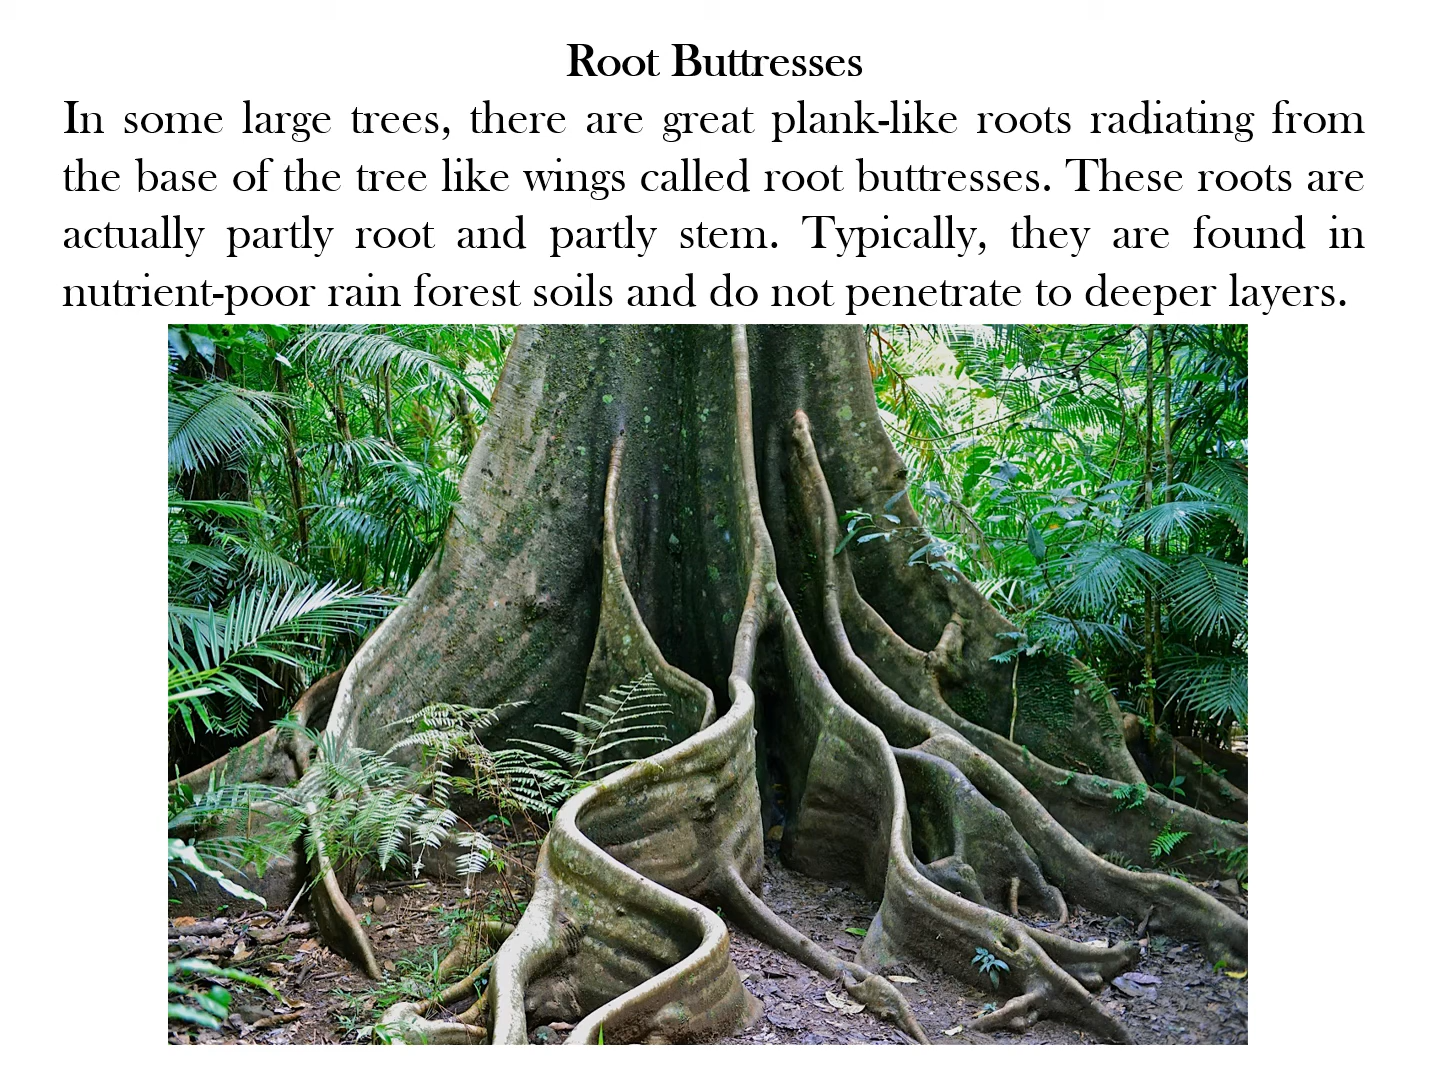 Root Buttresses
In some large trees, there are great plank-like roots radiating from
the base of the tree like wings called root buttresses. These roots are
actually partly root and partly stem. Typically, they are found in
nutrient-poor rain forest soils and do not penetrate to deeper layers.